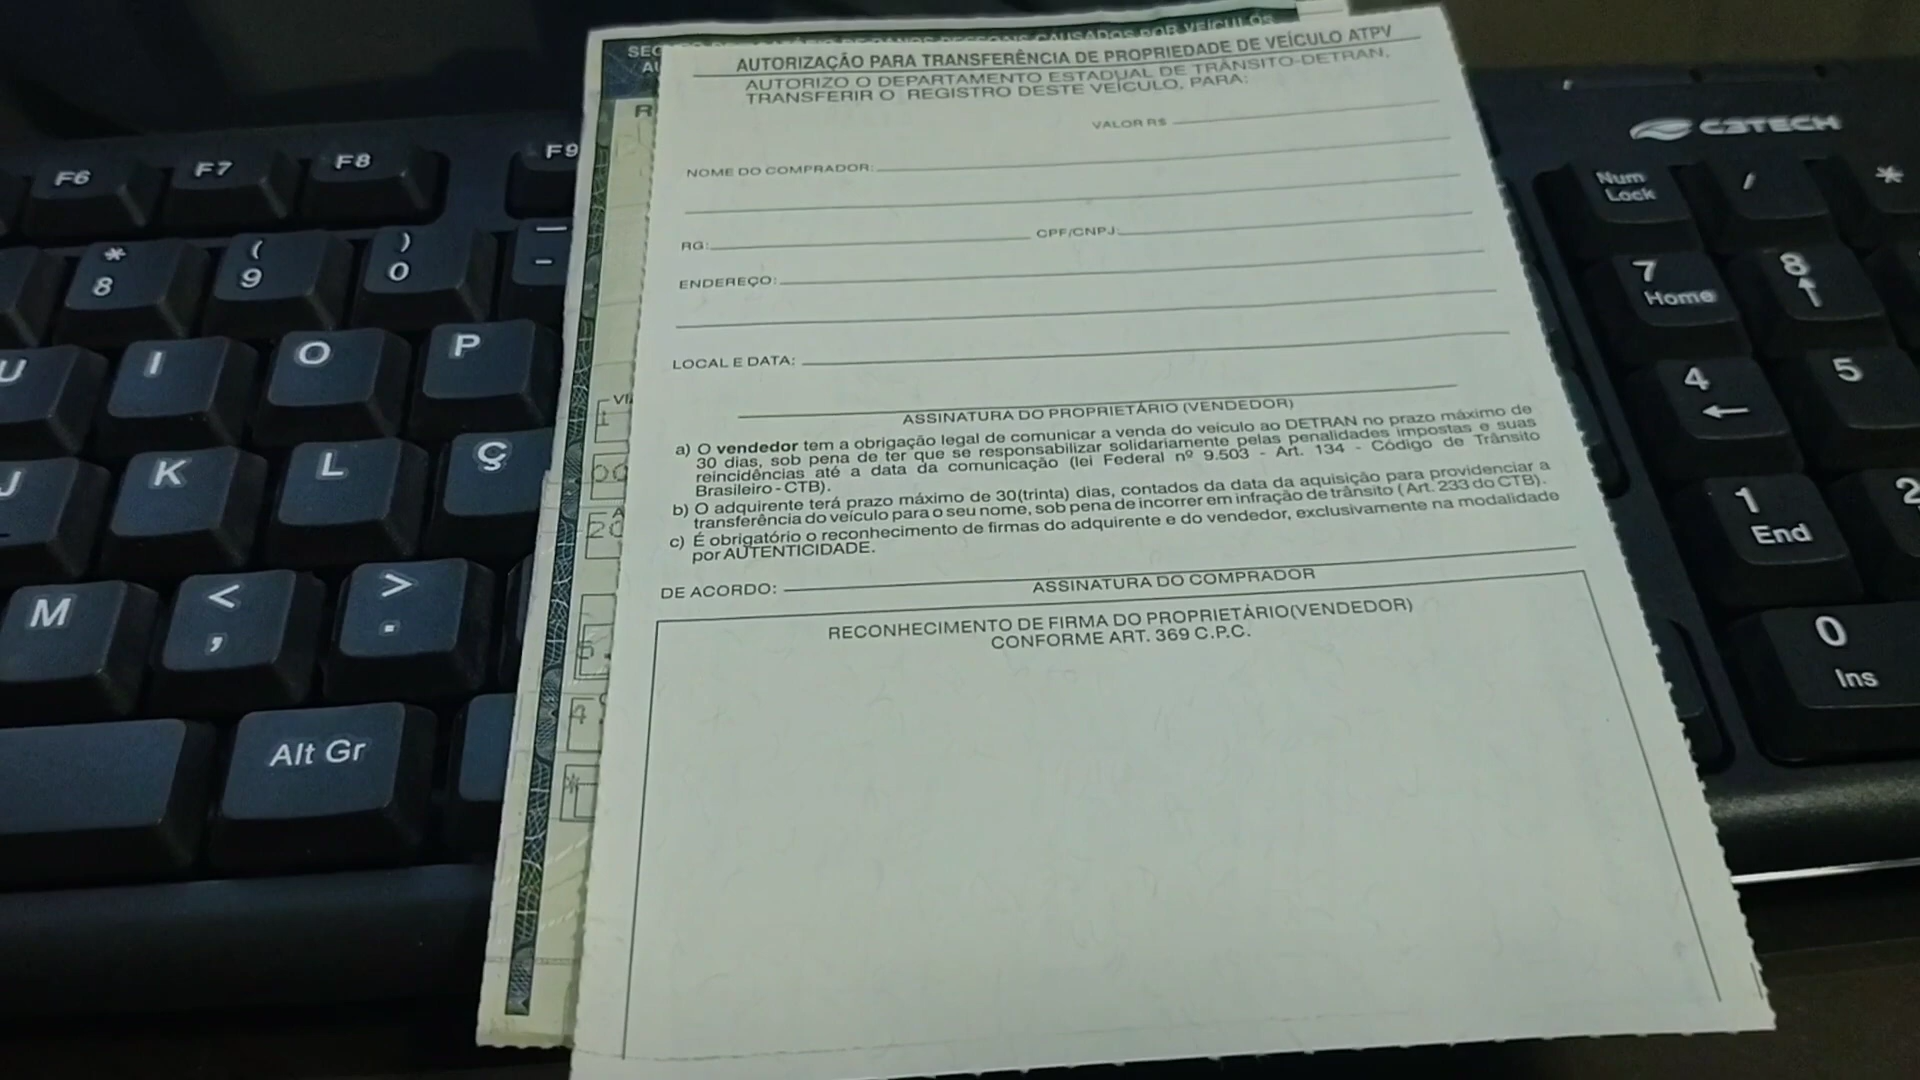 SEG
DE DANOS PESSOAIS CAUSADOS POR VEÍCULOS
AU
R
AUTORIZAÇÃO PARA TRANSFERÊNCIA DE PROPRIEDADE DE VEÍCULO ATPV
AUTORIZO O DEPARTAMENTO ESTADUAL DE TRÂNSITO-DETRAN,
TRANSFERIR O REGISTRO DESTE VEÍCULO, PARA:
VALOR R$
NOME DO COMPRADOR:
RG: CPF/CNPJ:
ENDEREÇO:
LOCAL E DATA:
ASSINATURA DO PROPRIETÁRIO (VENDEDOR)
a) O vendedor tem a obrigação legal de comunicar a venda do veículo ao DETRAN no prazo máximo de
30 dias, sob pena de ter que se responsabilizar solidariamente pelas penalidades impostas e suas
reincidências até a data da comunicação (lei Federal nº 9.503 - Art. 134 - Código de Trânsito
Brasileiro - CTB).
b) O adquirente terá prazo máximo de 30(trinta) dias, contados da data da aquisição para providenciar a
transferência do veículo para o seu nome, sob pena de incorrer em infração de trânsito (Art. 233 do CTB).
c) É obrigatório o reconhecimento de firmas do adquirente e do vendedor, exclusivamente na modalidade
por AUTENTICIDADE.
DE ACORDO:
ASSINATURA DO COMPRADOR
RECONHECIMENTO DE FIRMA DO PROPRIETÁRIO(VENDEDOR)
CONFORME ART. 369 C.P.C.
VI
00
A
20
F6 F7 F8 F9
* 8 ( 9 ) 0 -
U I O P
J K L Ç
M < , > .
Alt Gr
C3TECH
Num Lock / *
7 Home 8 ↑
4 ← 5
1 End 2
0 Ins